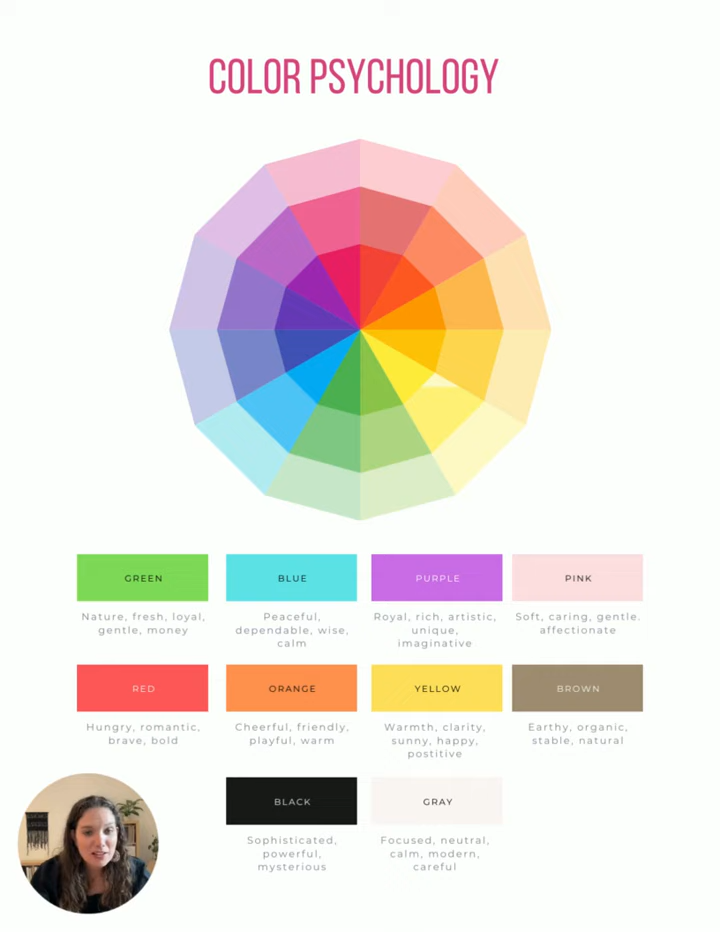 COLOR PSYCHOLOGY
GREEN
Nature, fresh, loyal,
gentle, money
BLUE
Peaceful,
dependable, wise,
calm
PURPLE
Royal, rich, artistic,
unique,
imaginative
PINK
Soft, caring, gentle.
affectionate
RED
Hungry, romantic,
brave, bold
ORANGE
Cheerful, friendly,
playful, warm
YELLOW
Warmth, clarity,
sunny, happy,
postitive
BROWN
Earthy, organic,
stable, natural
BLACK
Sophisticated,
powerful,
mysterious
GRAY
Focused, neutral,
calm, modern,
careful